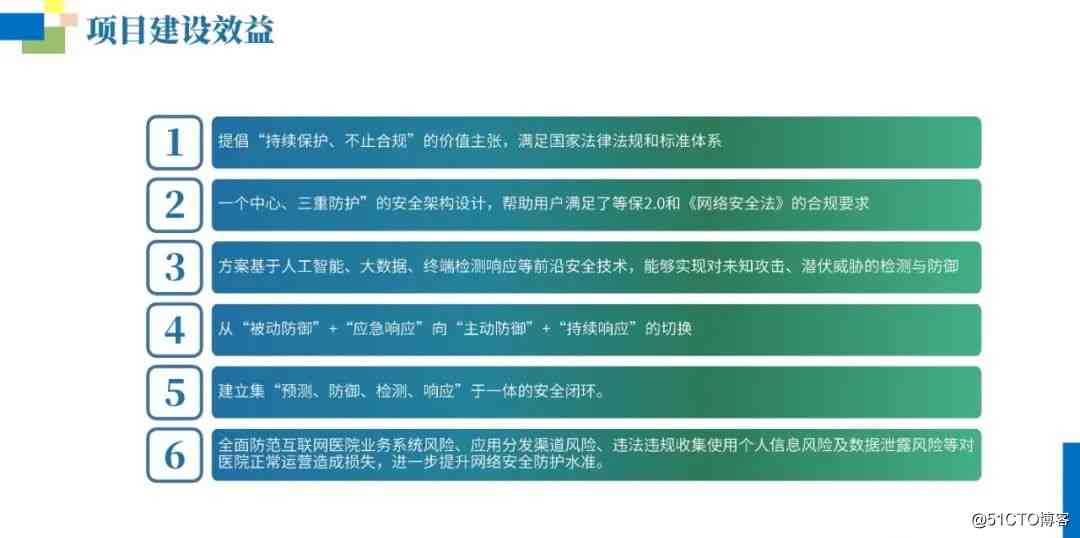 项目建设效益
1
提倡“持续保护、不止合规”的价值主张，满足国家法律法规和标准体系
2
一个中心、三重防护”的安全架构设计，帮助用户满足了等保2.0和《网络安全法》的合规要求
3
方案基于人工智能、大数据、终端检测响应等前沿安全技术，能够实现对未知攻击、潜伏威胁的检测与防御
4
从“被动防御”+“应急响应”向“主动防御”+“持续响应”的切换
5
建立集“预测、防御、检测、响应”于一体的安全闭环。
6
全面防范互联网医院业务系统风险、应用分发渠道风险、违法违规收集使用个人信息风险及数据泄露风险等对
医院正常运营造成损失，进一步提升网络安全防护水准。
@51CTO博客